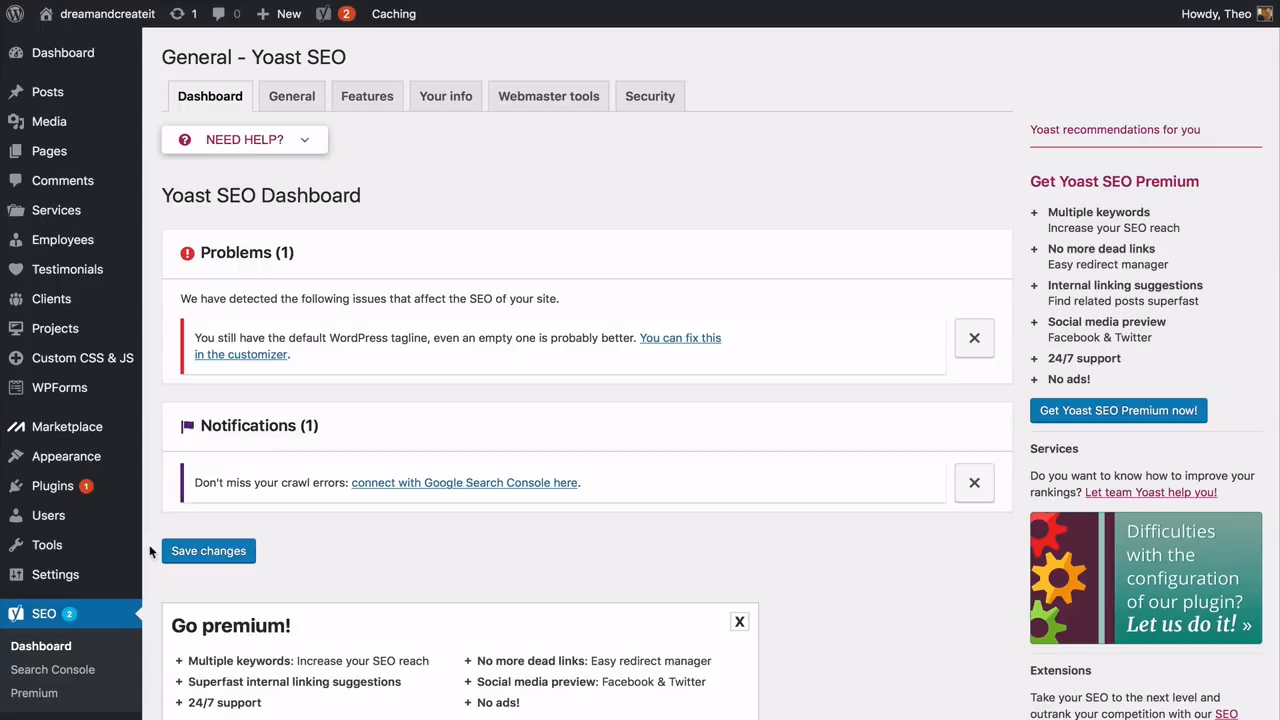 dreamandcreateit
1
0
New
2
Caching
Howdy, Theo
Dashboard
Posts
Media
Pages
Comments
Services
Employees
Testimonials
Clients
Projects
Custom CSS & JS
WPForms
Marketplace
Appearance
Plugins 1
Users
Tools
Settings
SEO 2
Dashboard
Search Console
Premium
General - Yoast SEO
Dashboard
General
Features
Your info
Webmaster tools
Security
NEED HELP?
Yoast SEO Dashboard
Problems (1)
We have detected the following issues that affect the SEO of your site.
You still have the default WordPress tagline, even an empty one is probably better. You can fix this
in the customizer.
Notifications (1)
Don't miss your crawl errors: connect with Google Search Console here.
Save changes
Go premium!
X
+ Multiple keywords: Increase your SEO reach
+ Superfast internal linking suggestions
+ 24/7 support
+ No more dead links: Easy redirect manager
+ Social media preview: Facebook & Twitter
+ No ads!
Yoast recommendations for you
Get Yoast SEO Premium
+ Multiple keywords
Increase your SEO reach
+ No more dead links
Easy redirect manager
+ Internal linking suggestions
Find related posts superfast
+ Social media preview
Facebook & Twitter
+ 24/7 support
+ No ads!
Get Yoast SEO Premium now!
Services
Do you want to know how to improve your
rankings? Let team Yoast help you!
Difficulties
with the
configuration
of our plugin?
Let us do it! »
Extensions
Take your SEO to the next level and
outrank your competition with our SEO